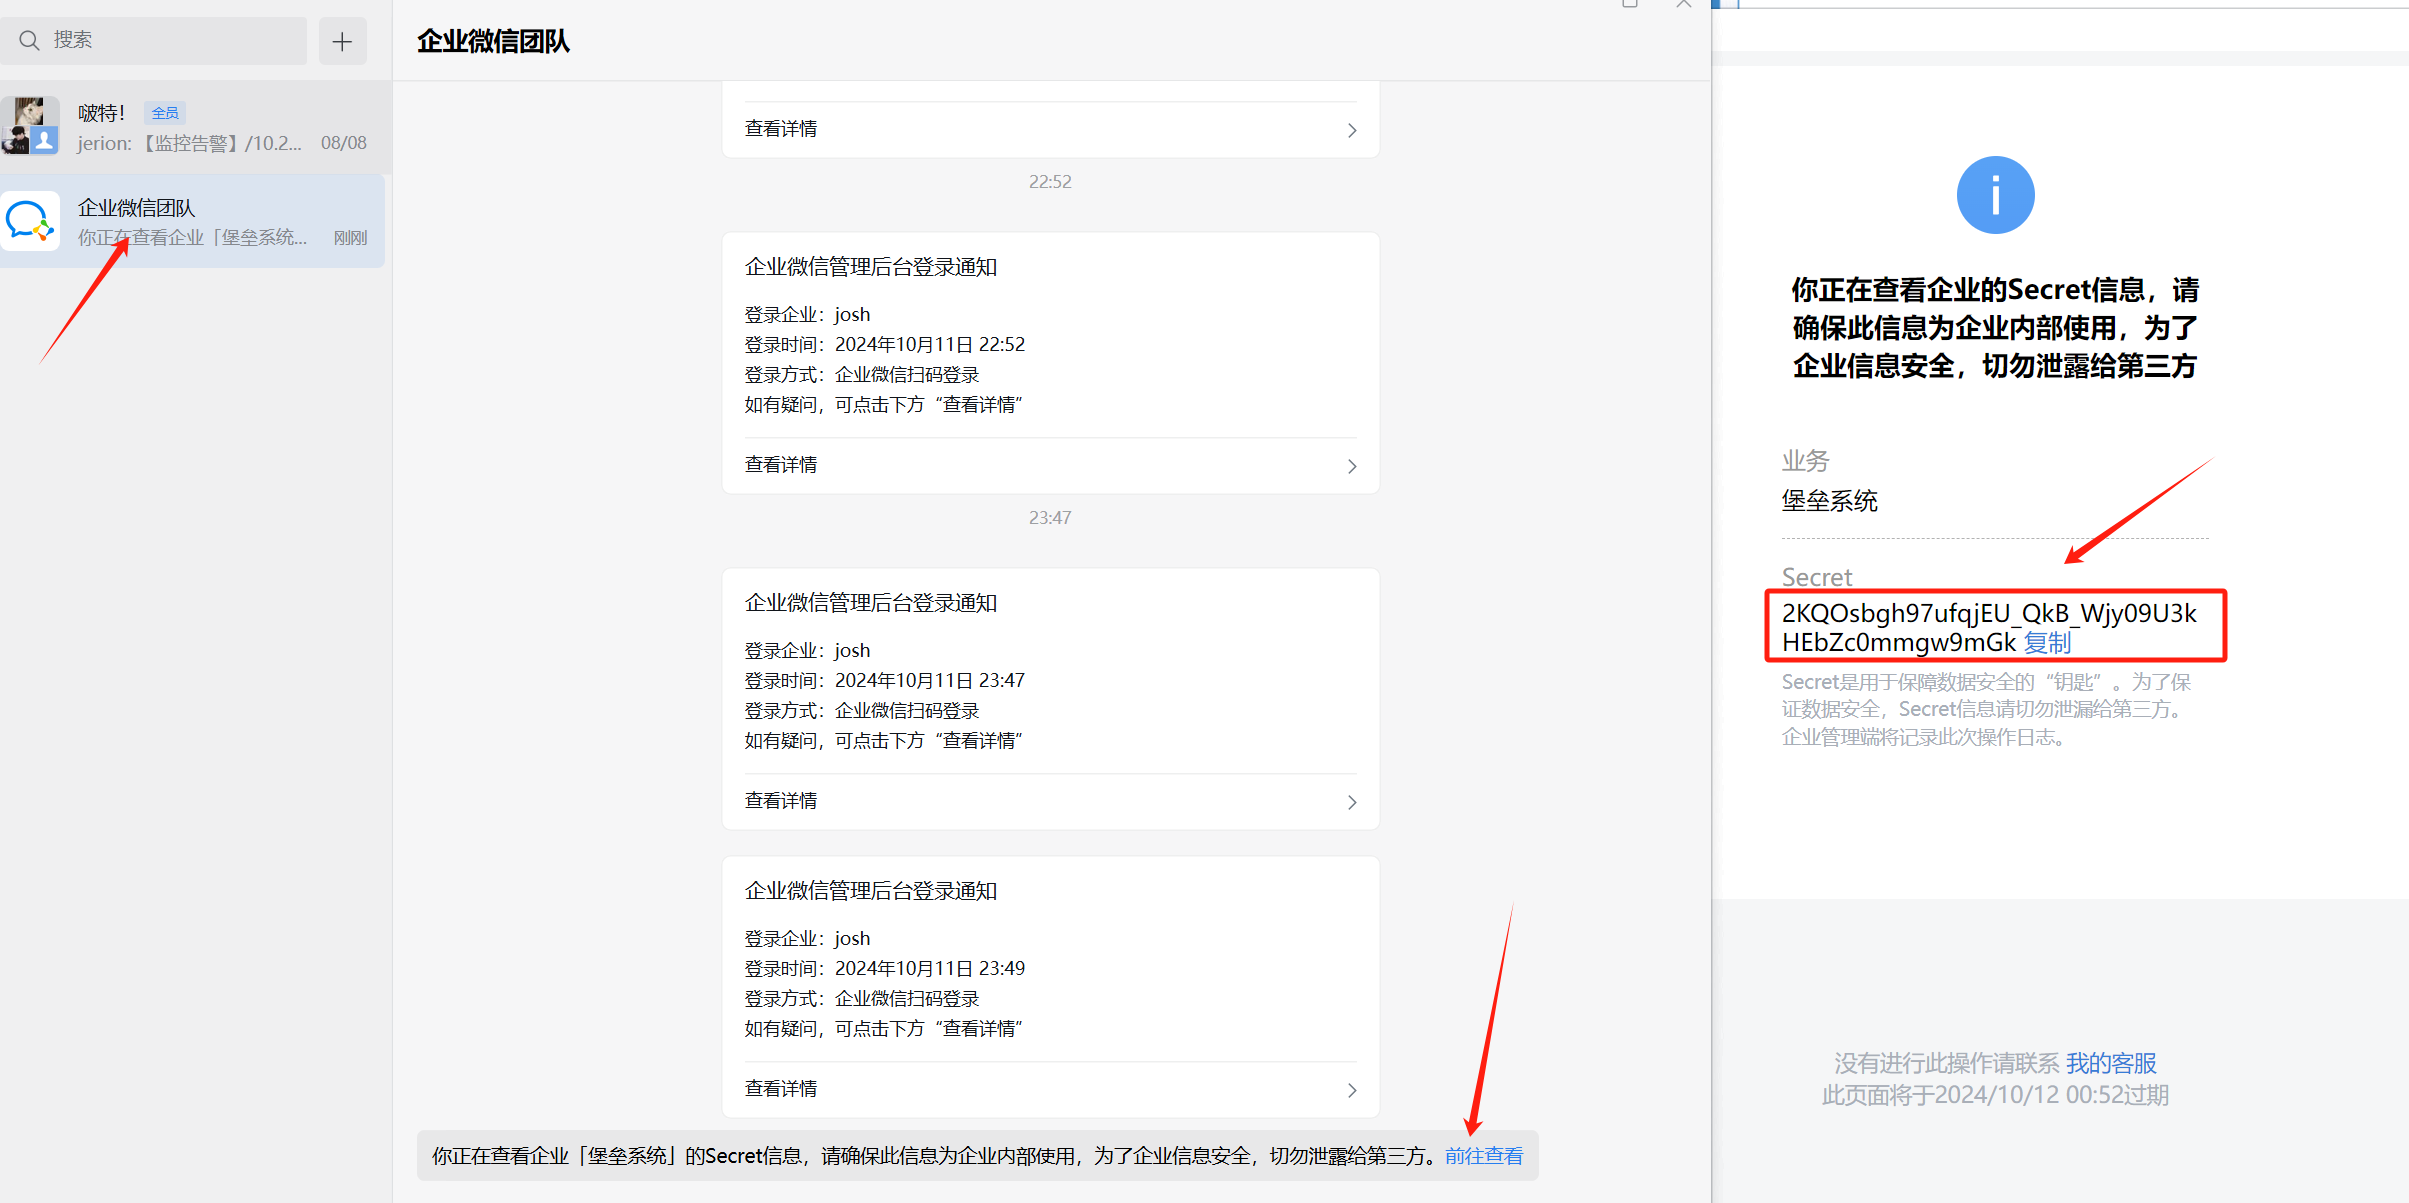 搜索
啵特！ 全员
jerion: 【监控告警】/10.2... 08/08
企业微信团队
你正在查看企业「堡垒系统... 刚刚
企业微信团队
查看详情
22:52
企业微信管理后台登录通知
登录企业：josh
登录时间：2024年10月11日 22:52
登录方式：企业微信扫码登录
如有疑问，可点击下方“查看详情”
查看详情
23:47
企业微信管理后台登录通知
登录企业：josh
登录时间：2024年10月11日 23:47
登录方式：企业微信扫码登录
如有疑问，可点击下方“查看详情”
查看详情
企业微信管理后台登录通知
登录企业：josh
登录时间：2024年10月11日 23:49
登录方式：企业微信扫码登录
如有疑问，可点击下方“查看详情”
查看详情
你正在查看企业「堡垒系统」的Secret信息，请确保此信息为企业内部使用，为了企业信息安全，切勿泄露给第三方。前往查看
你正在查看企业的Secret信息，请
确保此信息为企业内部使用，为了
企业信息安全，切勿泄露给第三方
业务
堡垒系统
Secret
2KQOsbgh97ufqjEU_QkB_Wjy09U3k
HEbZc0mmgw9mGk 复制
Secret是用于保障数据安全的“钥匙”。为了保
证数据安全，Secret信息请切勿泄漏给第三方。
企业管理端将记录此次操作日志。
没有进行此操作请联系 我的客服
此页面将于2024/10/12 00:52过期